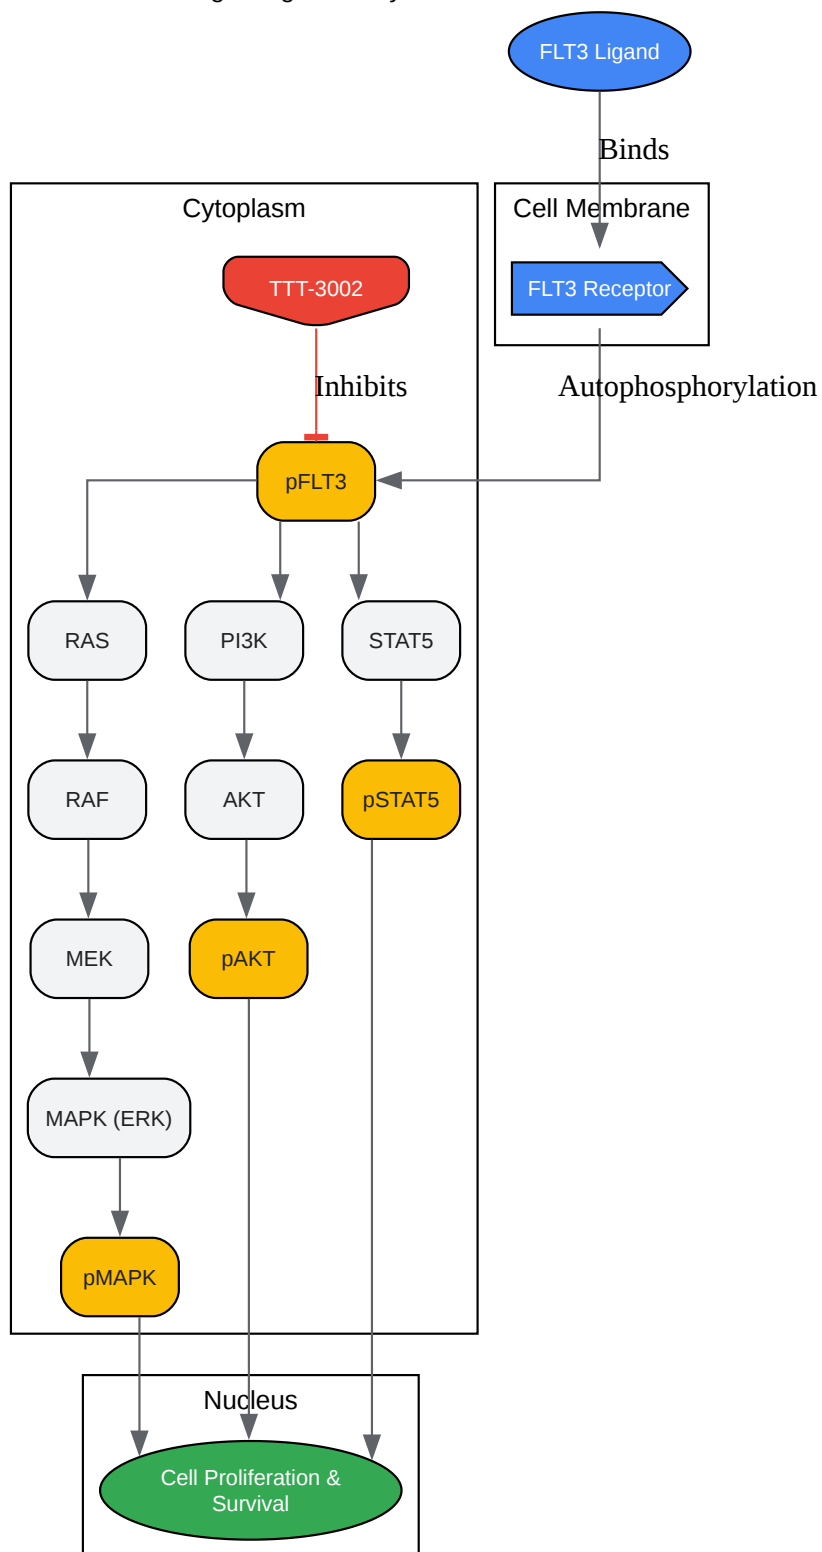 FLT3 Ligand
Binds
Cytoplasm
Cell Membrane
TTT-3002
FLT3 Receptor
Inhibits
Autophosphorylation
pFLT3
RAS
PI3K
STAT5
RAF
AKT
pSTAT5
MEK
pAKT
MAPK (ERK)
pMAPK
Nucleus
Cell Proliferation &
Survival